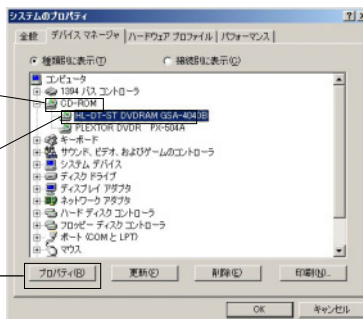 システムのプロパティ
全般 デバイス マネージャ ハードウェア プロファイル パフォーマンス
種類別に表示(T) 接続別に表示(C)
コンピュータ
1394 バス コントローラ
CD-ROM
HL-DT-ST DVDRAM GSA-4040B
PLEXTOR DVDR PX-504A
キーボード
サウンド、ビデオ、およびゲームのコントローラ
システム デバイス
ディスク ドライブ
ディスプレイ アダプタ
ネットワーク アダプタ
ハード ディスク コントローラ
フロッピー ディスク コントローラ
ポート (COM と LPT)
マウス
プロパティ(R) 更新(F) 削除(E) 印刷(N)...
OK キャンセル